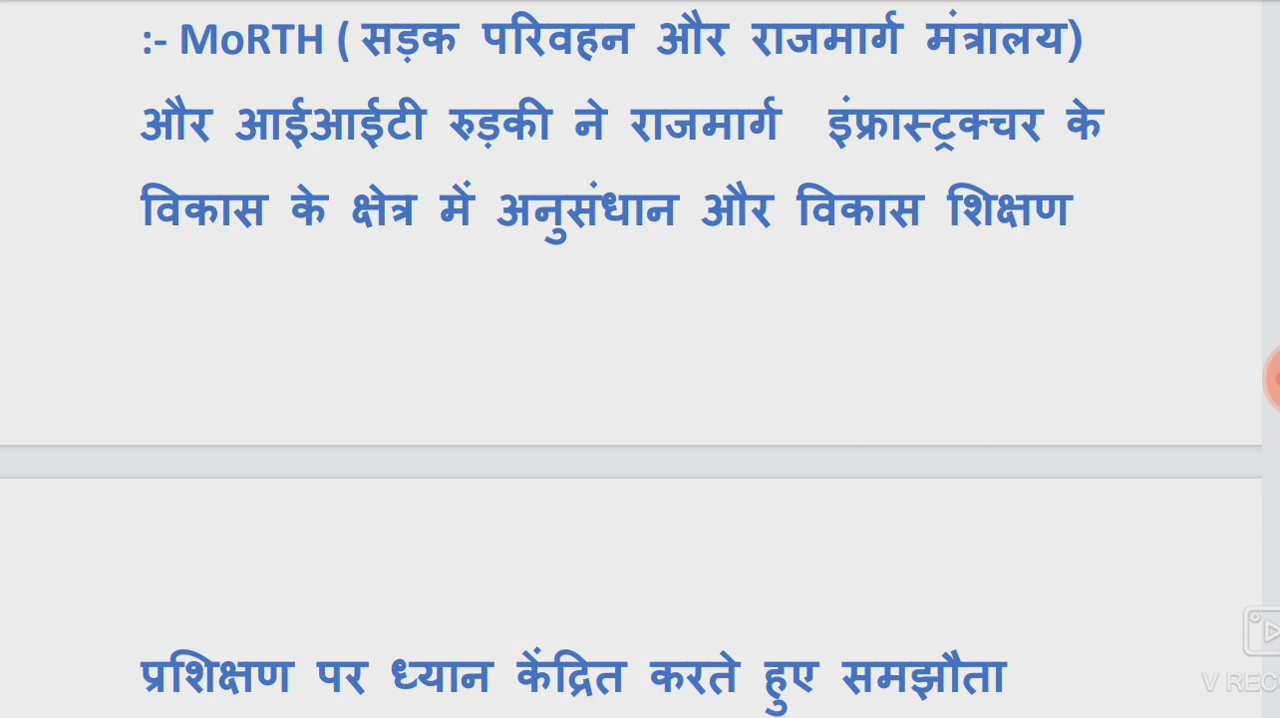 :- MoRTH ( सड़क परिवहन और राजमार्ग मंत्रालय)
और आईआईटी रुड़की ने राजमार्ग इंफ्रास्ट्रक्चर के
विकास के क्षेत्र में अनुसंधान और विकास शिक्षण
प्रशिक्षण पर ध्यान केंद्रित करते हुए समझौता
V REC